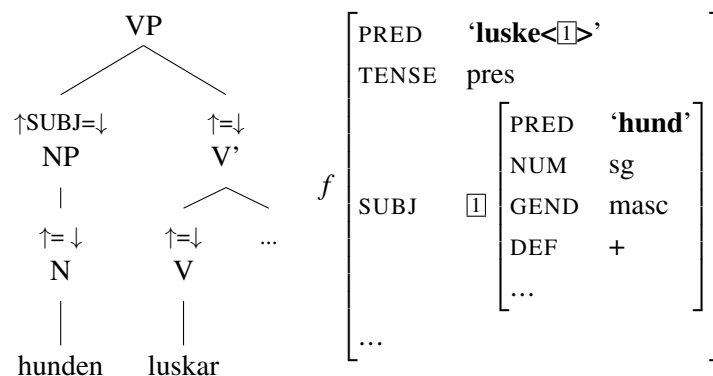 VP
↑SUBJ=↓ ↑=↓
NP V’
↑=↓ ↑=↓ ...
N V
hunden luskar
f
PRED ‘luske<1>’
TENSE pres
SUBJ 1
PRED ‘hund’
NUM sg
GEND masc
DEF +
…
…